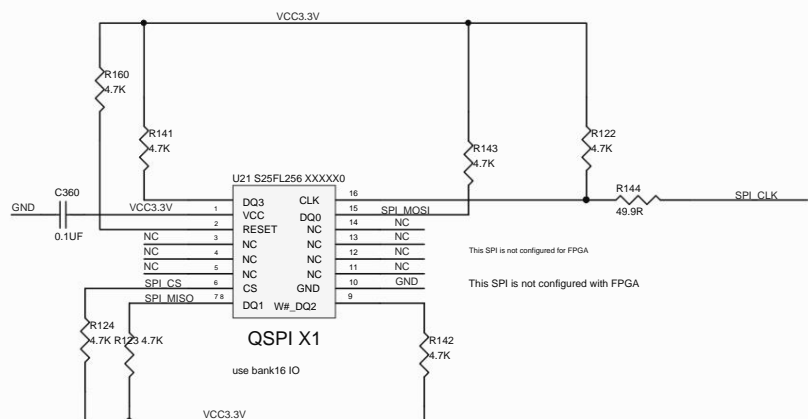 VCC3.3V
R160
4.7K
R141
4.7K
R143
4.7K
R122
4.7K
U21 S25FL256 XXXXX0
R144
49.9R
SPI_CLK
C360
0.1UF
GND
VCC3.3V
1
DQ3
CLK
16
VCC
DQ0
15
SPI_MOSI
2
RESET
NC
14
NC
NC
3
NC
NC
13
NC
NC
4
NC
NC
12
NC
NC
5
NC
NC
11
NC
SPI_CS
6
CS
GND
10
GND
SPI_MISO
7 8
DQ1
W#_DQ2
9
This SPI is not configured for FPGA
This SPI is not configured with FPGA
R124
4.7K
R123 4.7K
QSPI X1
R142
4.7K
use bank16 IO
VCC3.3V